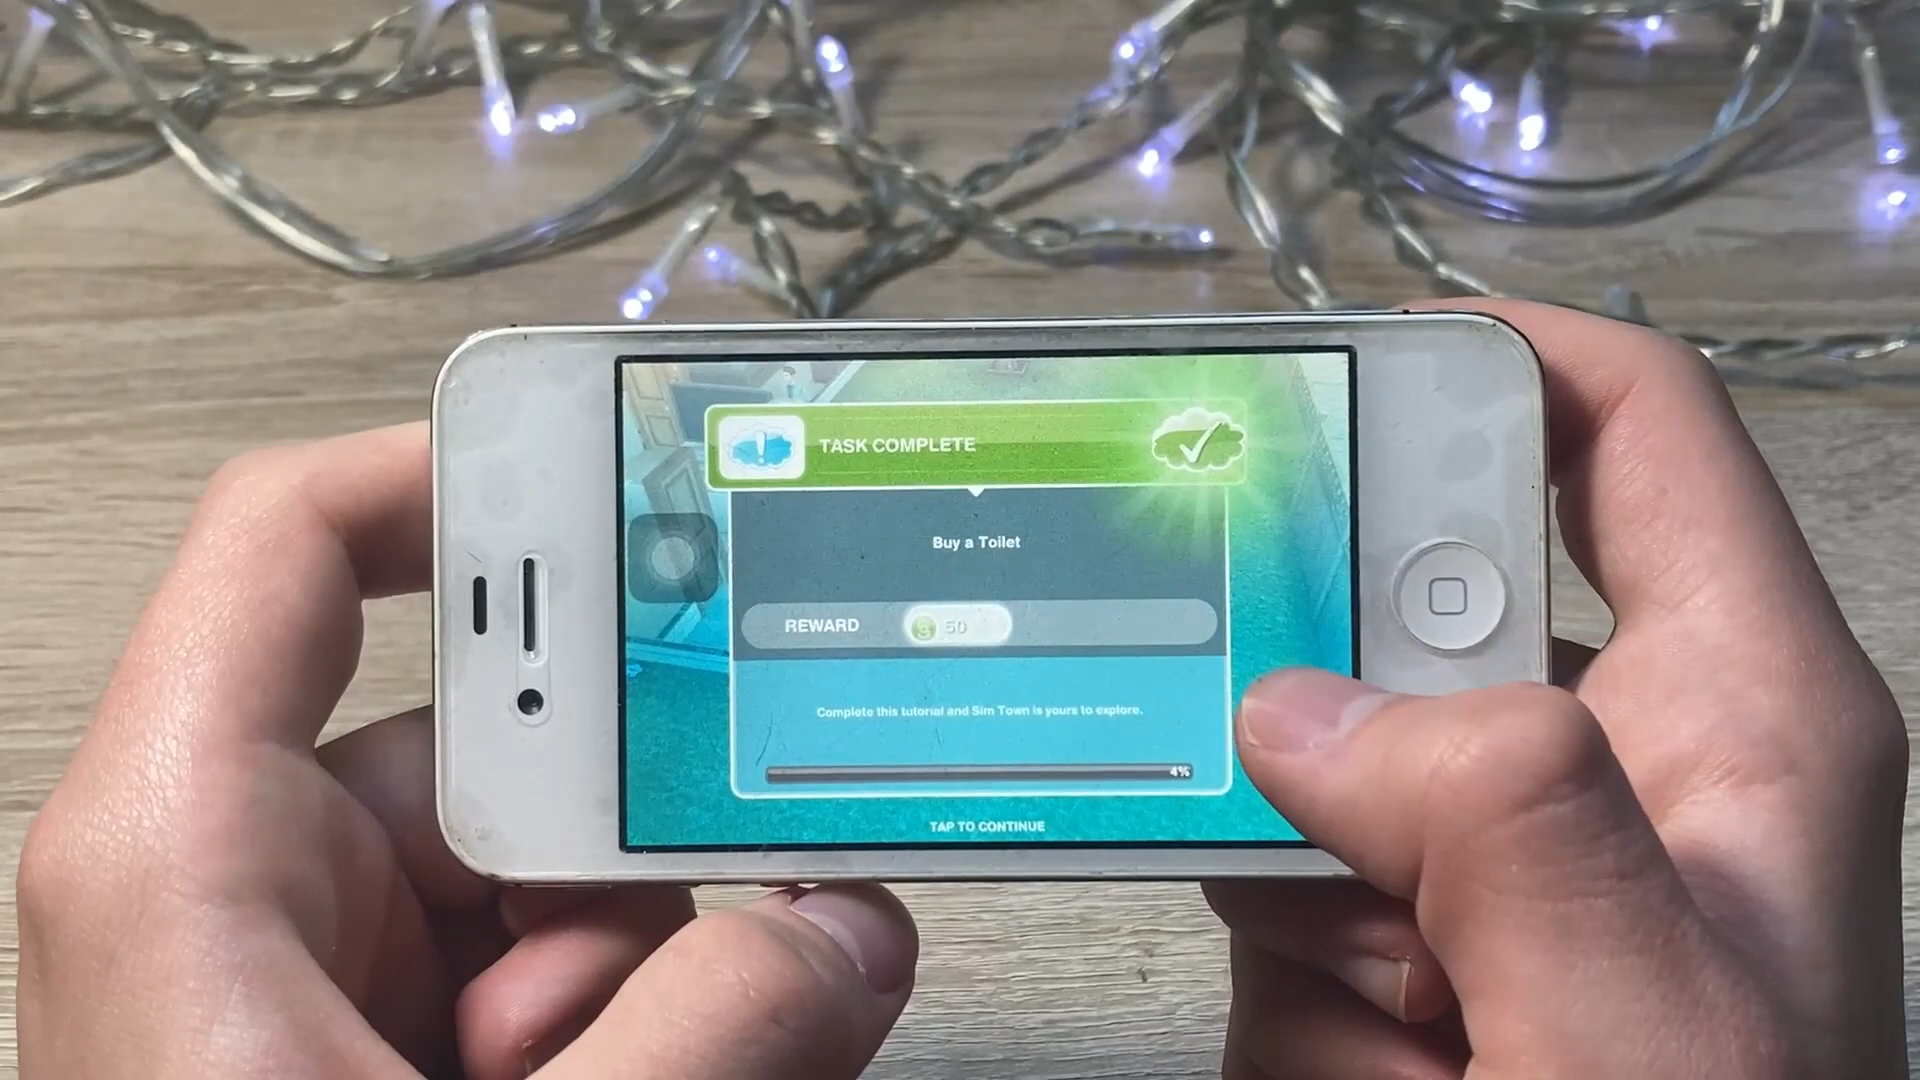 TASK COMPLETE
Buy a Toilet
REWARD 50
Complete this tutorial and Sim Town is yours to explore.
4%
TAP TO CONTINUE